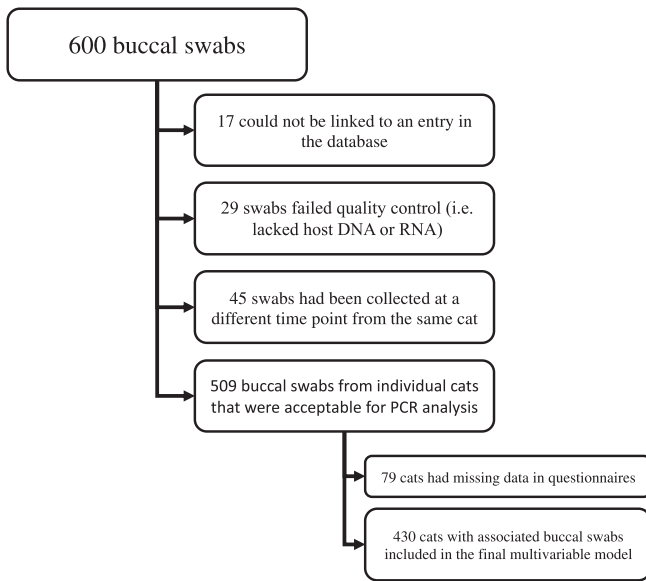 600 buccal swabs
17 could not be linked to an entry in
the database
29 swabs failed quality control (i.e.
lacked host DNA or RNA)
45 swabs had been collected at a
different time point from the same cat
509 buccal swabs from individual cats
that were acceptable for PCR analysis
79 cats had missing data in questionnaires
430 cats with associated buccal swabs
included in the final multivariable model